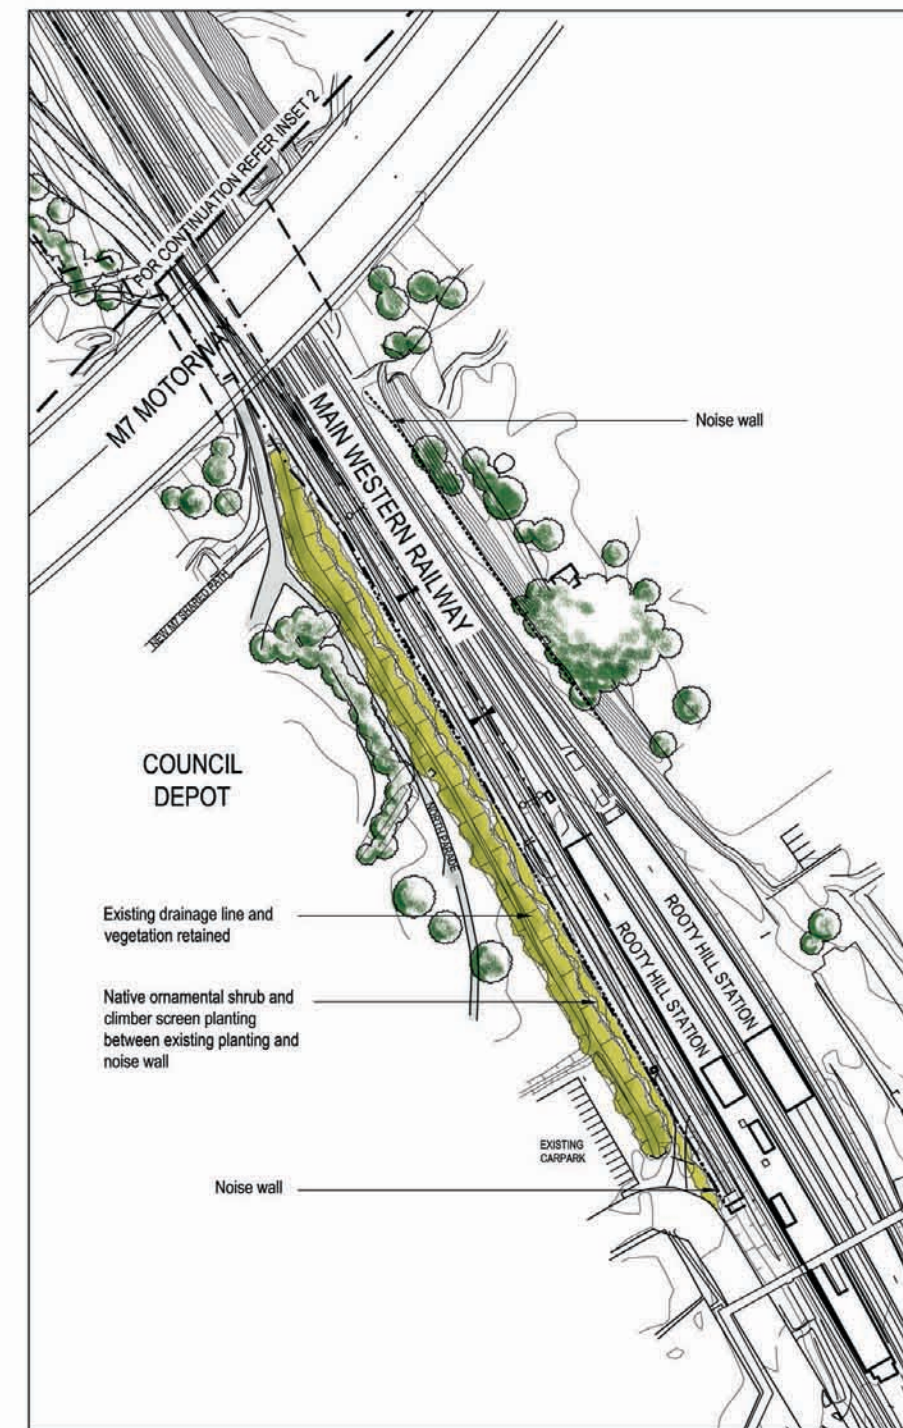 FOR CONTINUATION REFER INSET 2
M7 MOTORWAY
MAIN WESTERN RAILWAY
Noise wall
NEW M7 SHARED PATH
COUNCIL
DEPOT
NORTH PARADE
Existing drainage line and
vegetation retained
ROOTY HILL STATION
ROOTY HILL STATION
Native ornamental shrub and
climber screen planting
between existing planting and
noise wall
EXISTING
CARPARK
Noise wall